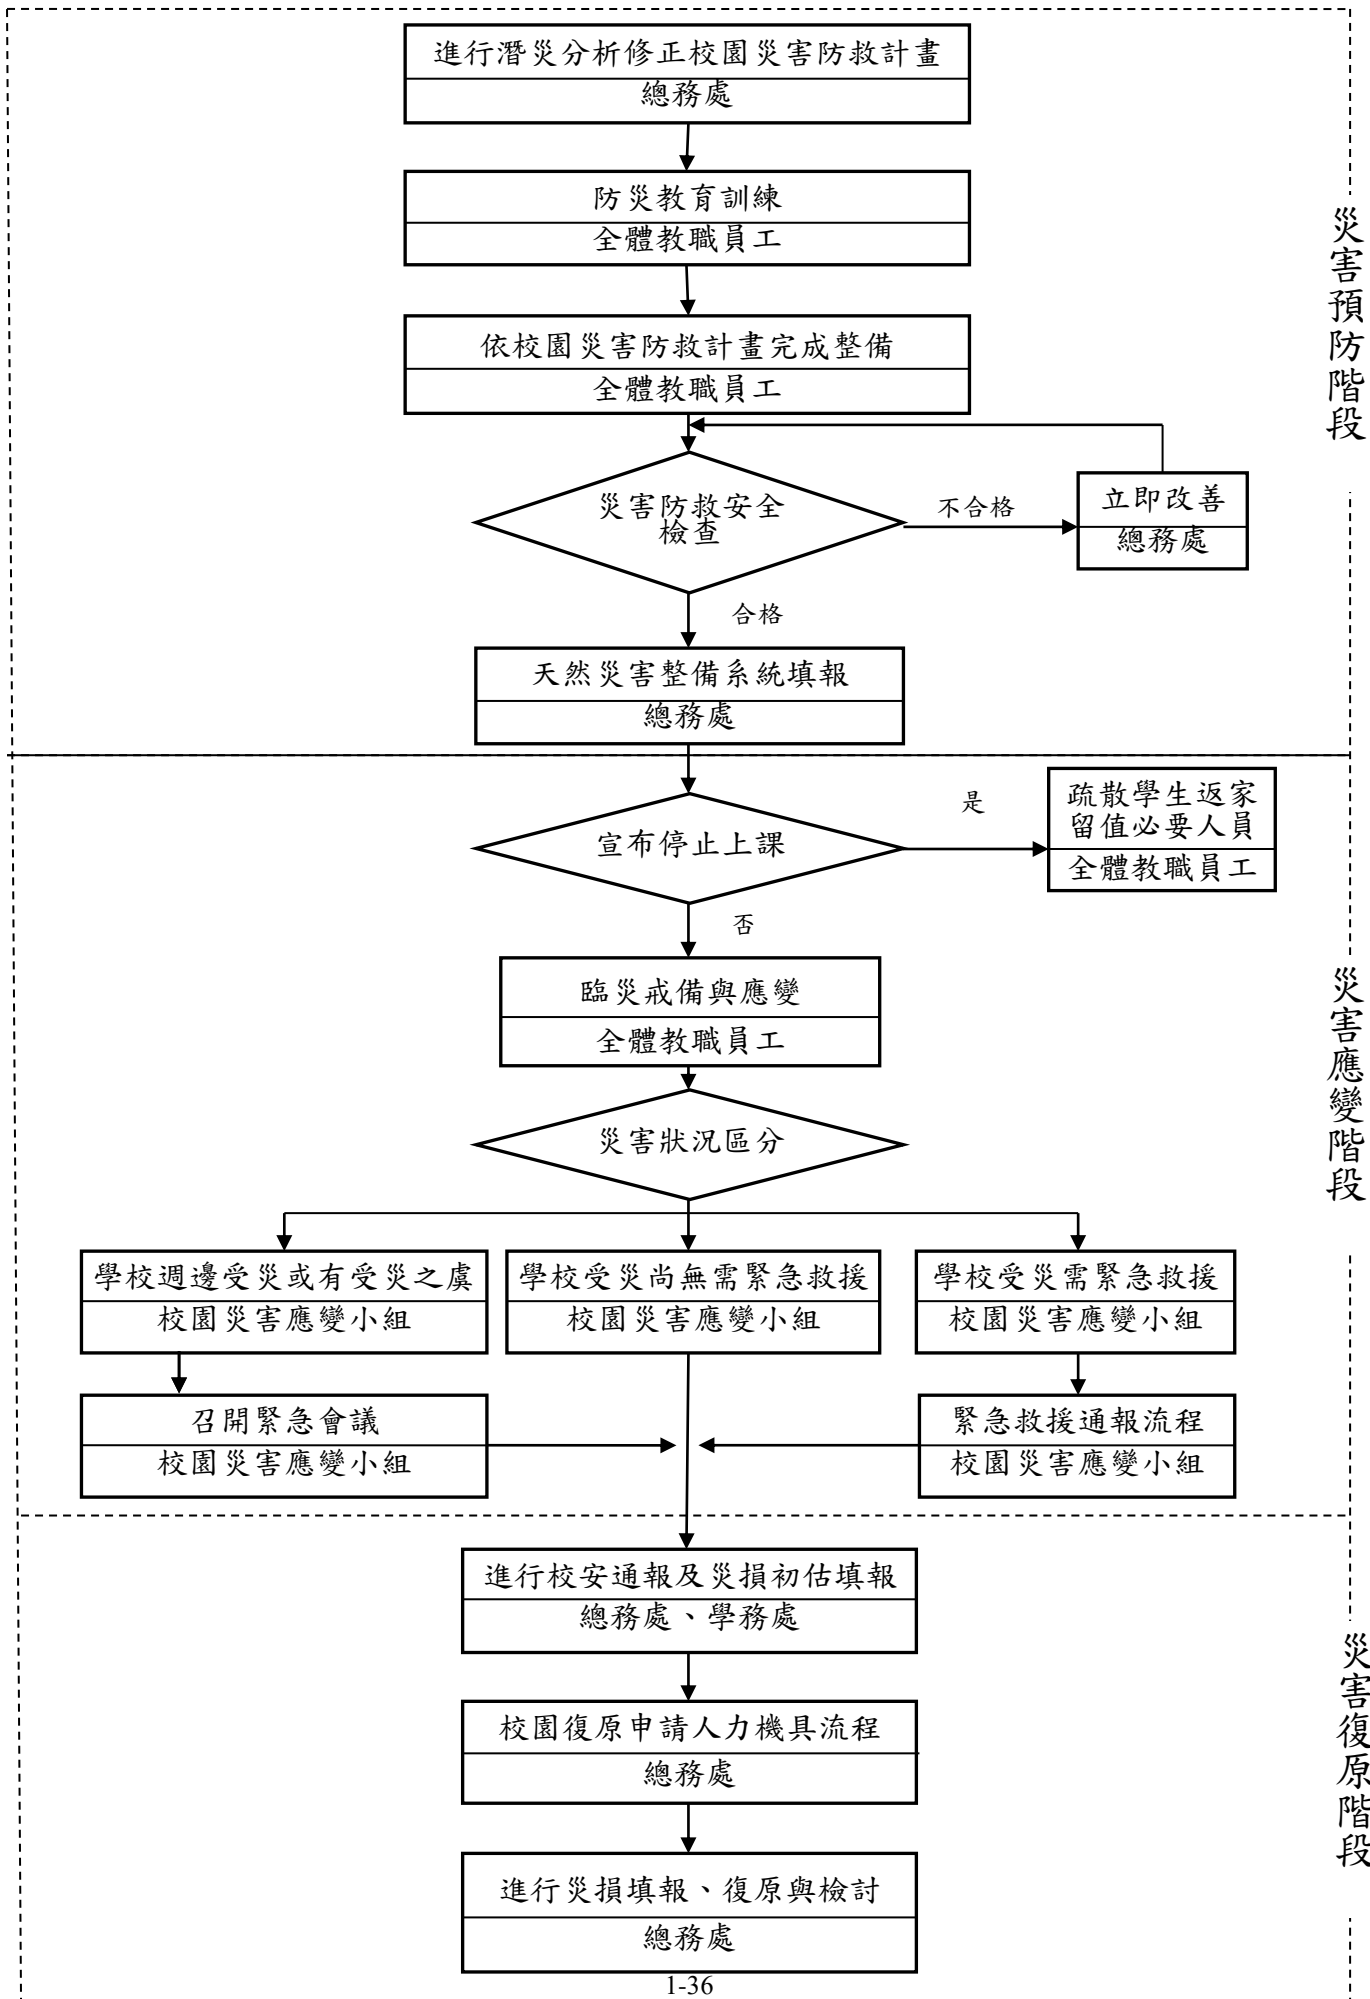 進行潛災分析修正校園災害防救計畫
總務處
防災教育訓練
全體教職員工
災害預防階段
依校園災害防救計畫完成整備
全體教職員工
災害防救安全
檢查
不合格
立即改善
總務處
合格
天然災害整備系統填報
總務處
宣布停止上課
是
疏散學生返家
留值必要人員
全體教職員工
否
臨災戒備與應變
全體教職員工
災害應變階段
災害狀況區分
學校週邊受災或有受災之虞
校園災害應變小組
學校受災尚無需緊急救援
校園災害應變小組
學校受災需緊急救援
校園災害應變小組
召開緊急會議
校園災害應變小組
緊急救援通報流程
校園災害應變小組
進行校安通報及災損初估填報
總務處、學務處
校園復原申請人力機具流程
總務處
災害復原階段
進行災損填報、復原與檢討
總務處
1-36